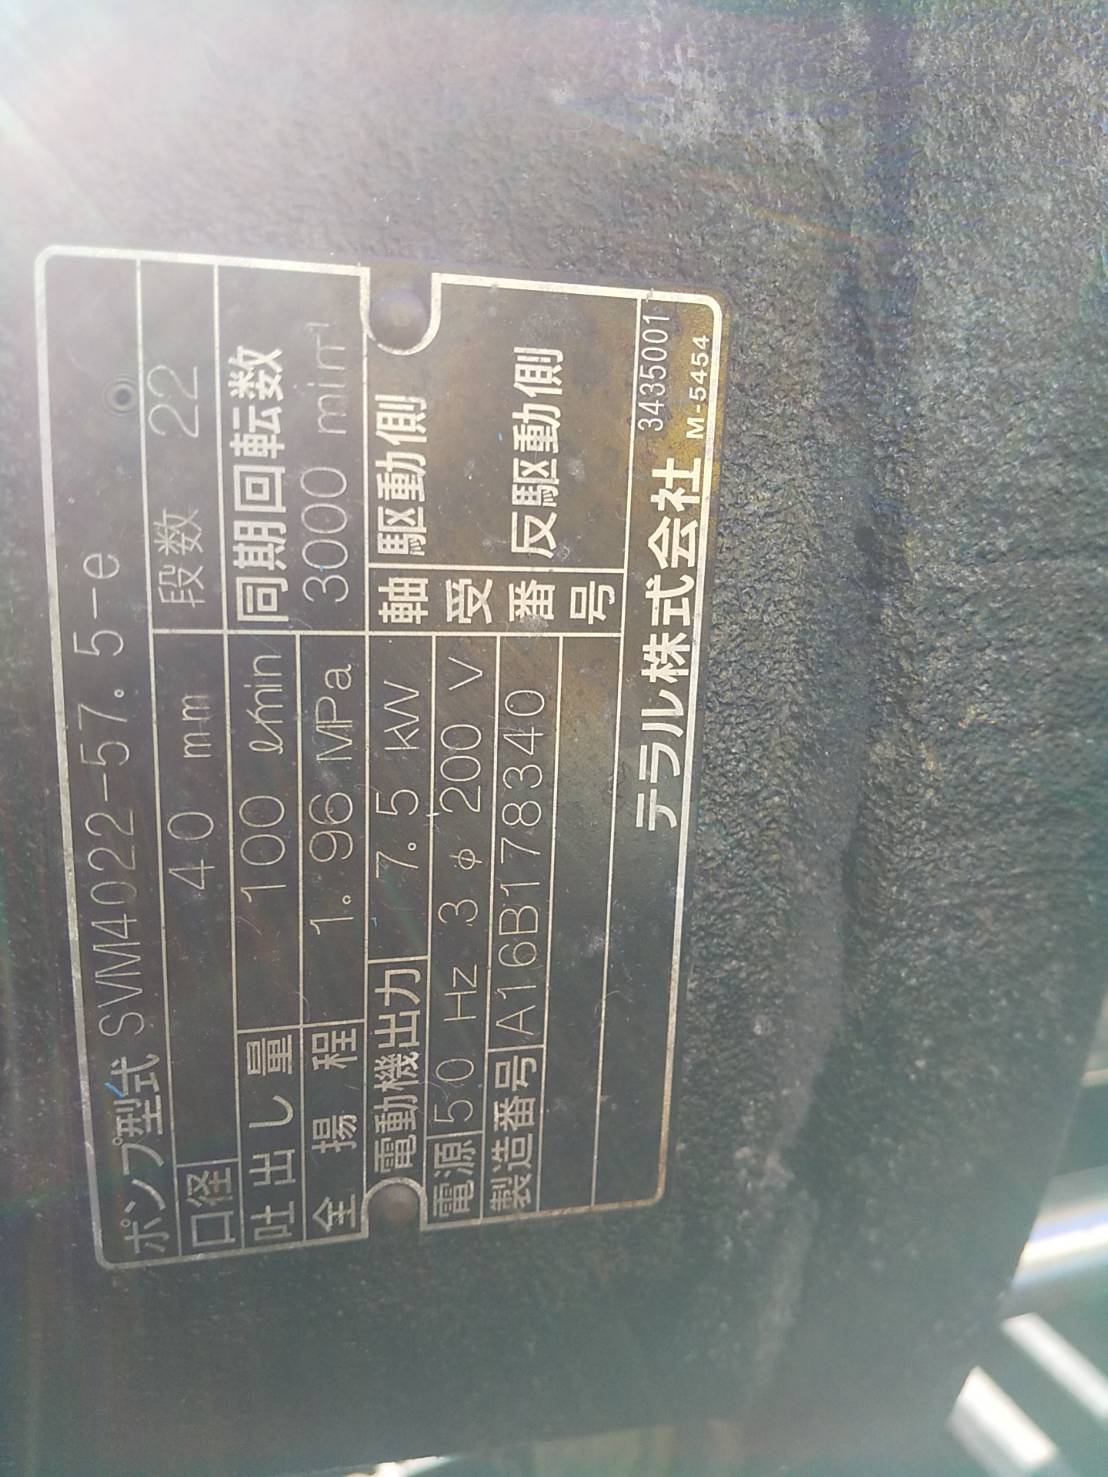 ポンプ型式 SVM4022-57.5-e
口径 40 mm 段数 22
吐出し量 100 ℓ/min 同期回転数
全揚程 1.96 MPa 3000 min⁻¹
電動機出力 7.5 kW 軸受番号 駆動側
電源 50 Hz 3φ 200 V
製造番号 A16B178340 反駆動側
テラル株式会社 3435001
M-5454